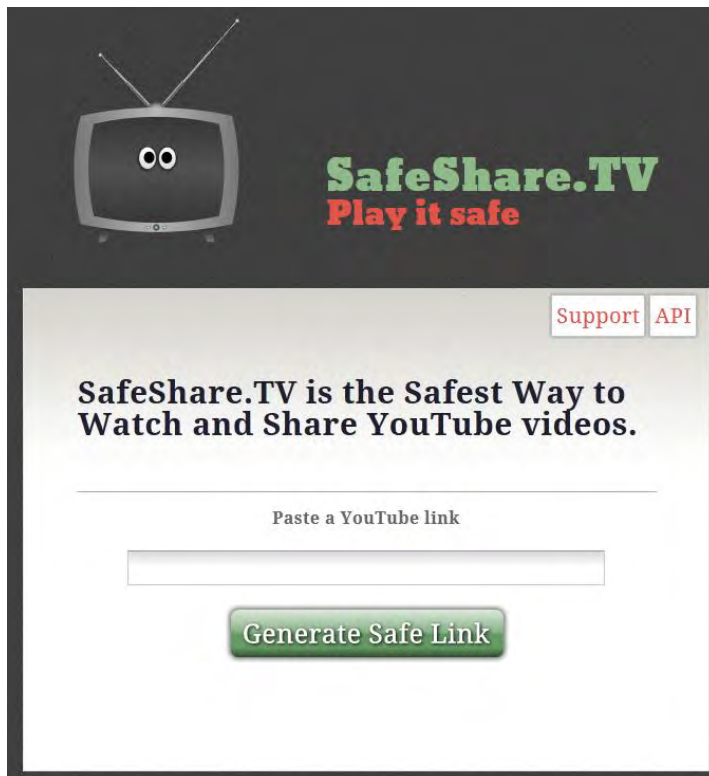 SafeShare.TV
Play it safe
Support API
SafeShare.TV is the Safest Way to
Watch and Share YouTube videos.
Paste a YouTube link
Generate Safe Link